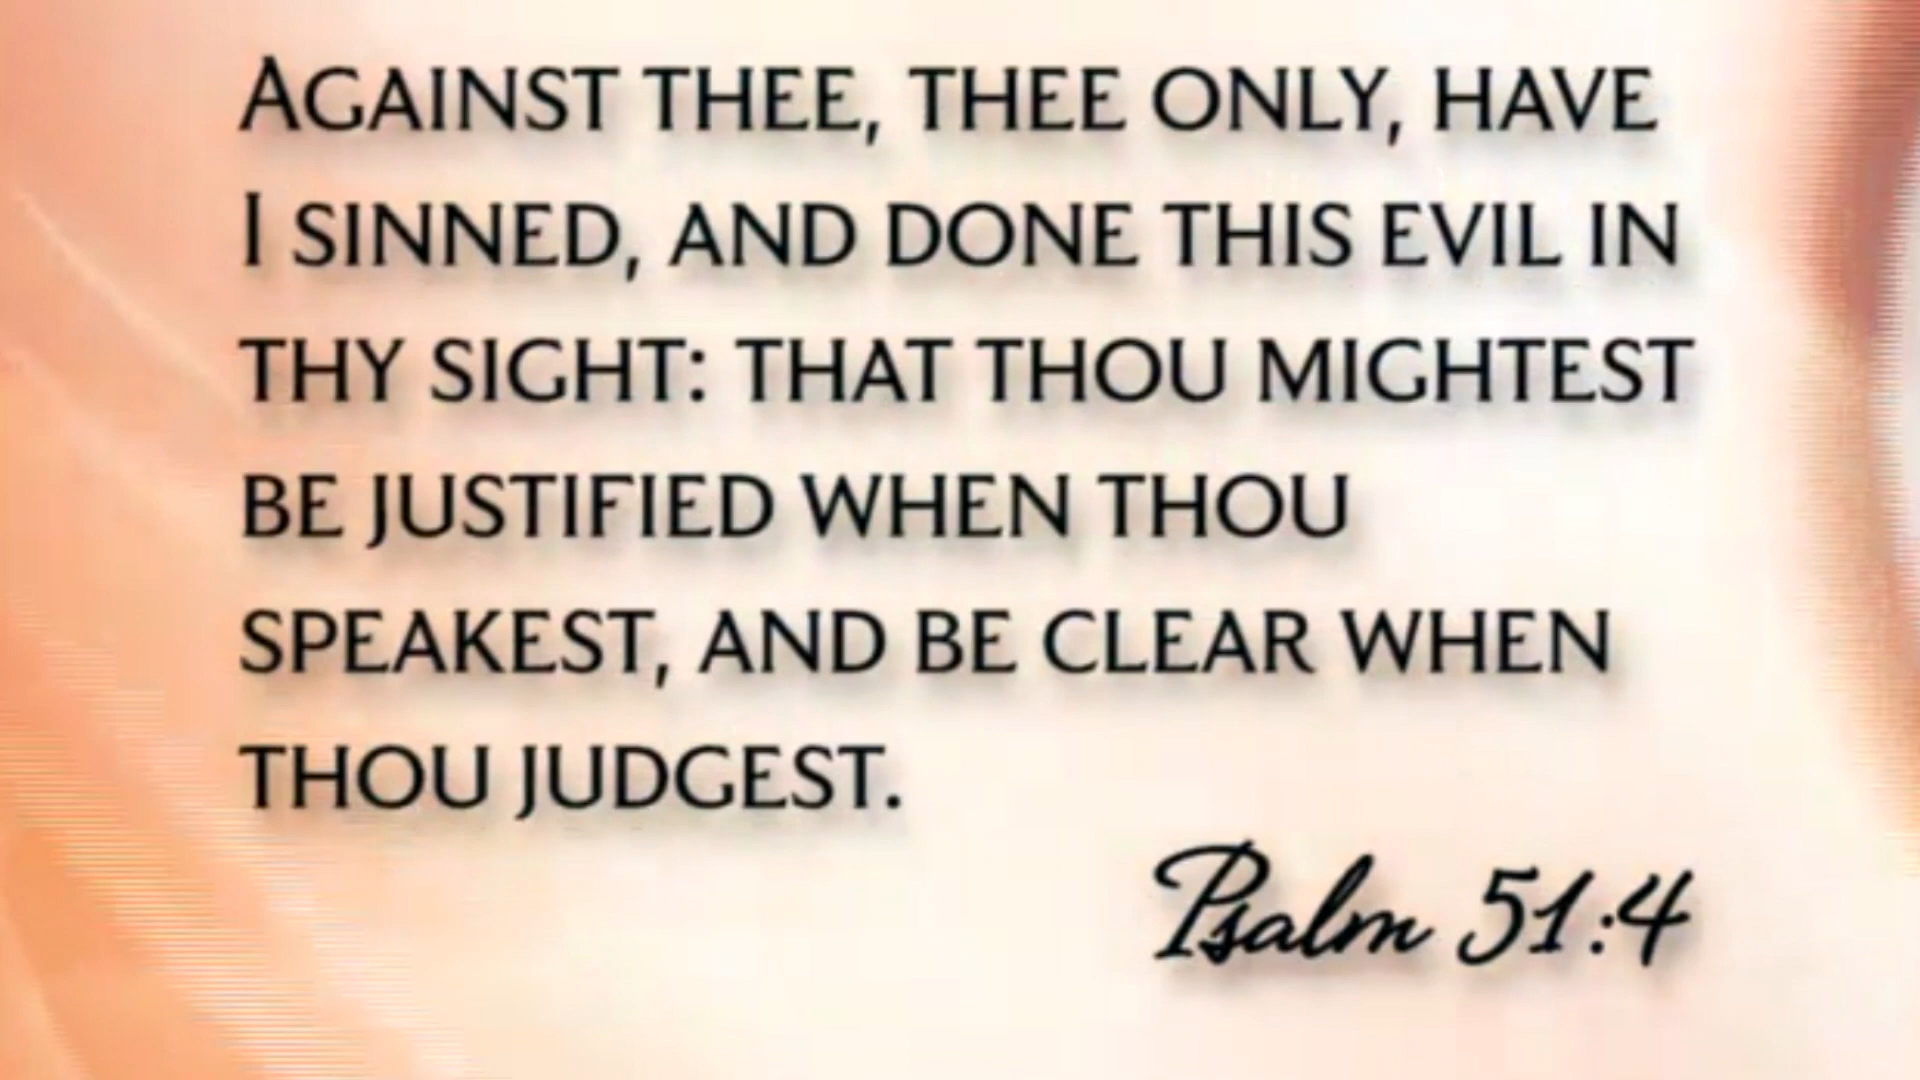 Against thee, thee only, have
I sinned, and done this evil in
thy sight: that thou mightest
be justified when thou
speakest, and be clear when
thou judgest.
Psalm 51:4